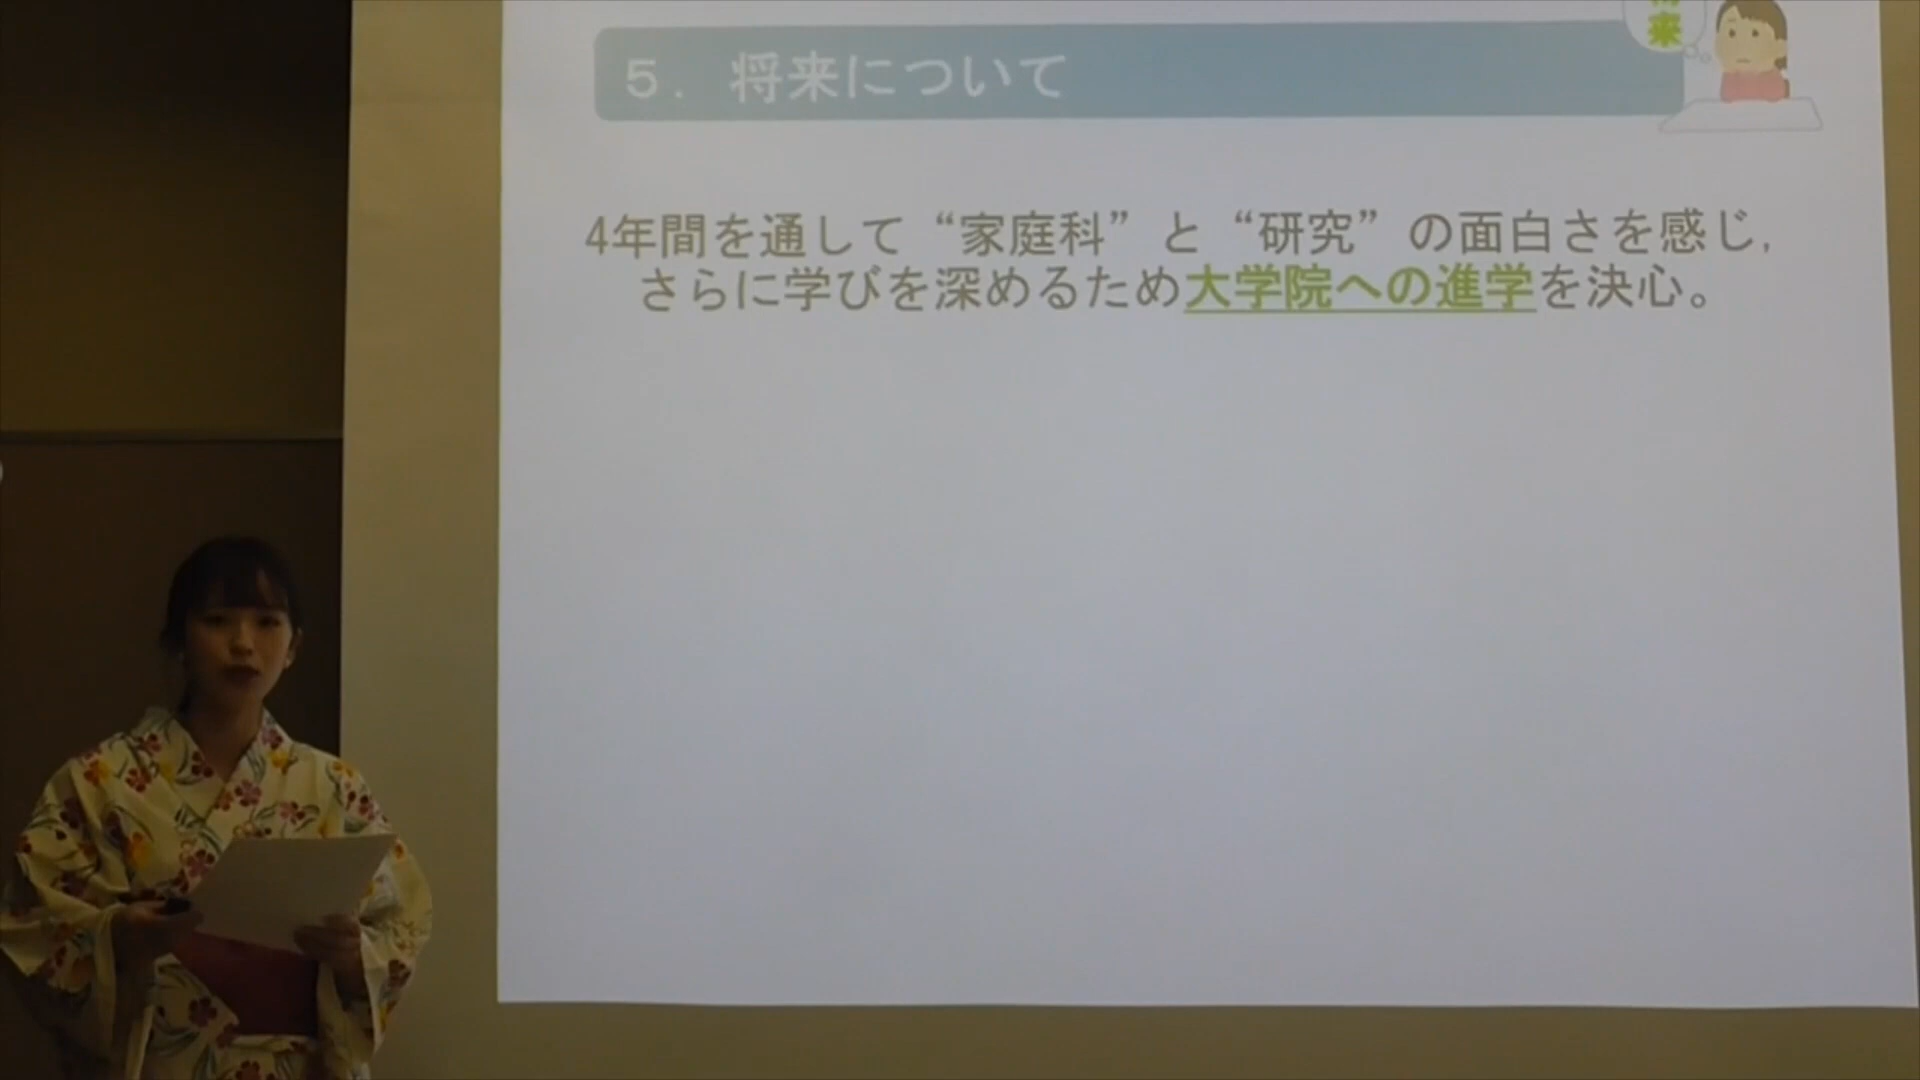 将来
５．将来について
4年間を通して“家庭科”と“研究”の面白さを感じ,
さらに学びを深めるため大学院への進学を決心。